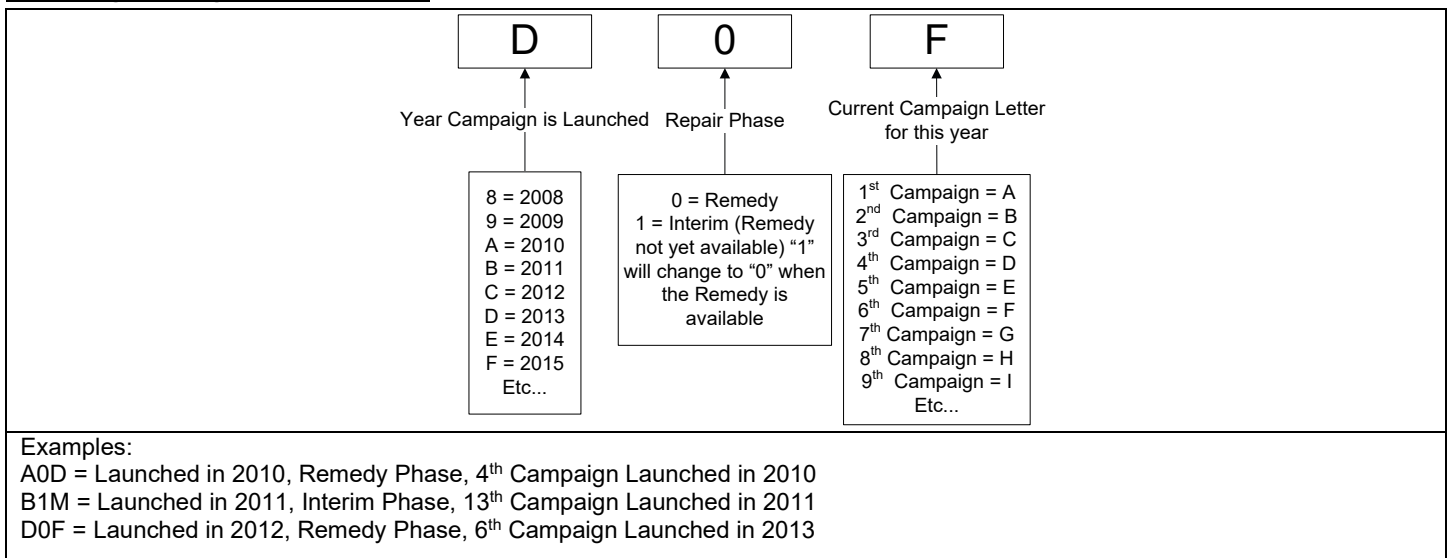 D
0
F
Year Campaign is Launched
Repair Phase
Current Campaign Letter
for this year
8 = 2008
9 = 2009
A = 2010
B = 2011
C = 2012
D = 2013
E = 2014
F = 2015
Etc...
0 = Remedy
1 = Interim (Remedy
not yet available) “1”
will change to “0” when
the Remedy is
available
1st Campaign = A
2nd Campaign = B
3rd Campaign = C
4th Campaign = D
5th Campaign = E
6th Campaign = F
7th Campaign = G
8th Campaign = H
9th Campaign = I
Etc...
Examples:
A0D = Launched in 2010, Remedy Phase, 4th Campaign Launched in 2010
B1M = Launched in 2011, Interim Phase, 13th Campaign Launched in 2011
D0F = Launched in 2012, Remedy Phase, 6th Campaign Launched in 2013